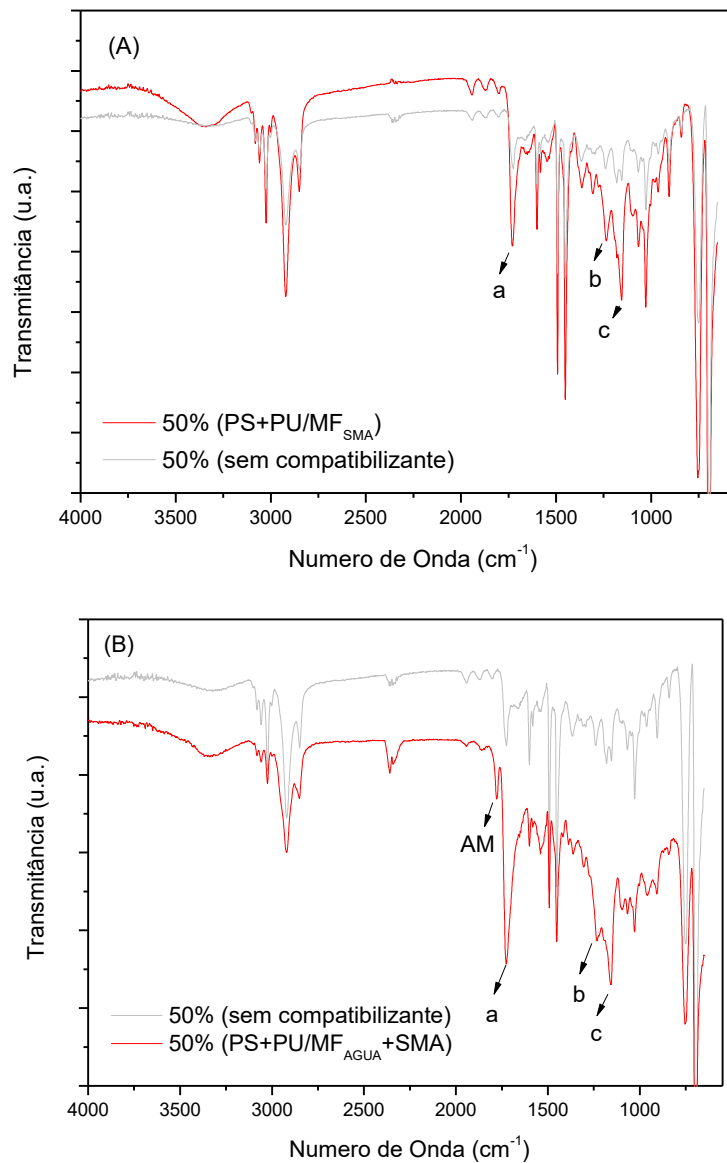 (A)
Transmitância (u.a.)
a
b
c
50% (PS+PU/MF_SMA)
50% (sem compatibilizante)
4000 3500 3000 2500 2000 1500 1000
Numero de Onda (cm⁻¹)
(B)
Transmitância (u.a.)
AM
a
b
c
50% (sem compatibilizante)
50% (PS+PU/MF_AGUA+SMA)
4000 3500 3000 2500 2000 1500 1000
Numero de Onda (cm⁻¹)